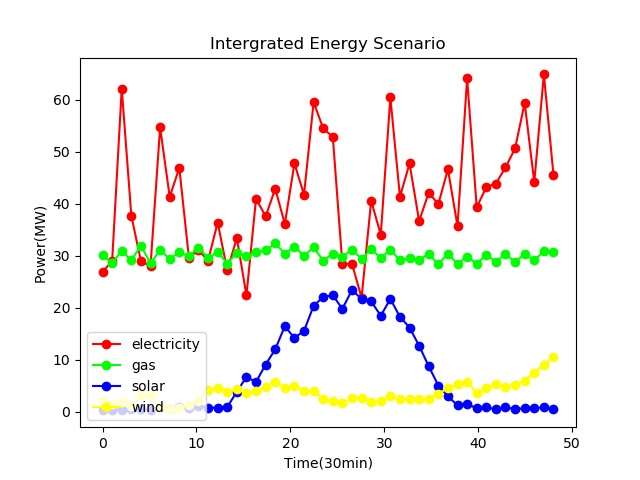 Intergrated Energy Scenario
Power(MW)
60
50
40
30
20
10
0
electricity
gas
solar
wind
0 10 20 30 40 50
Time(30min)